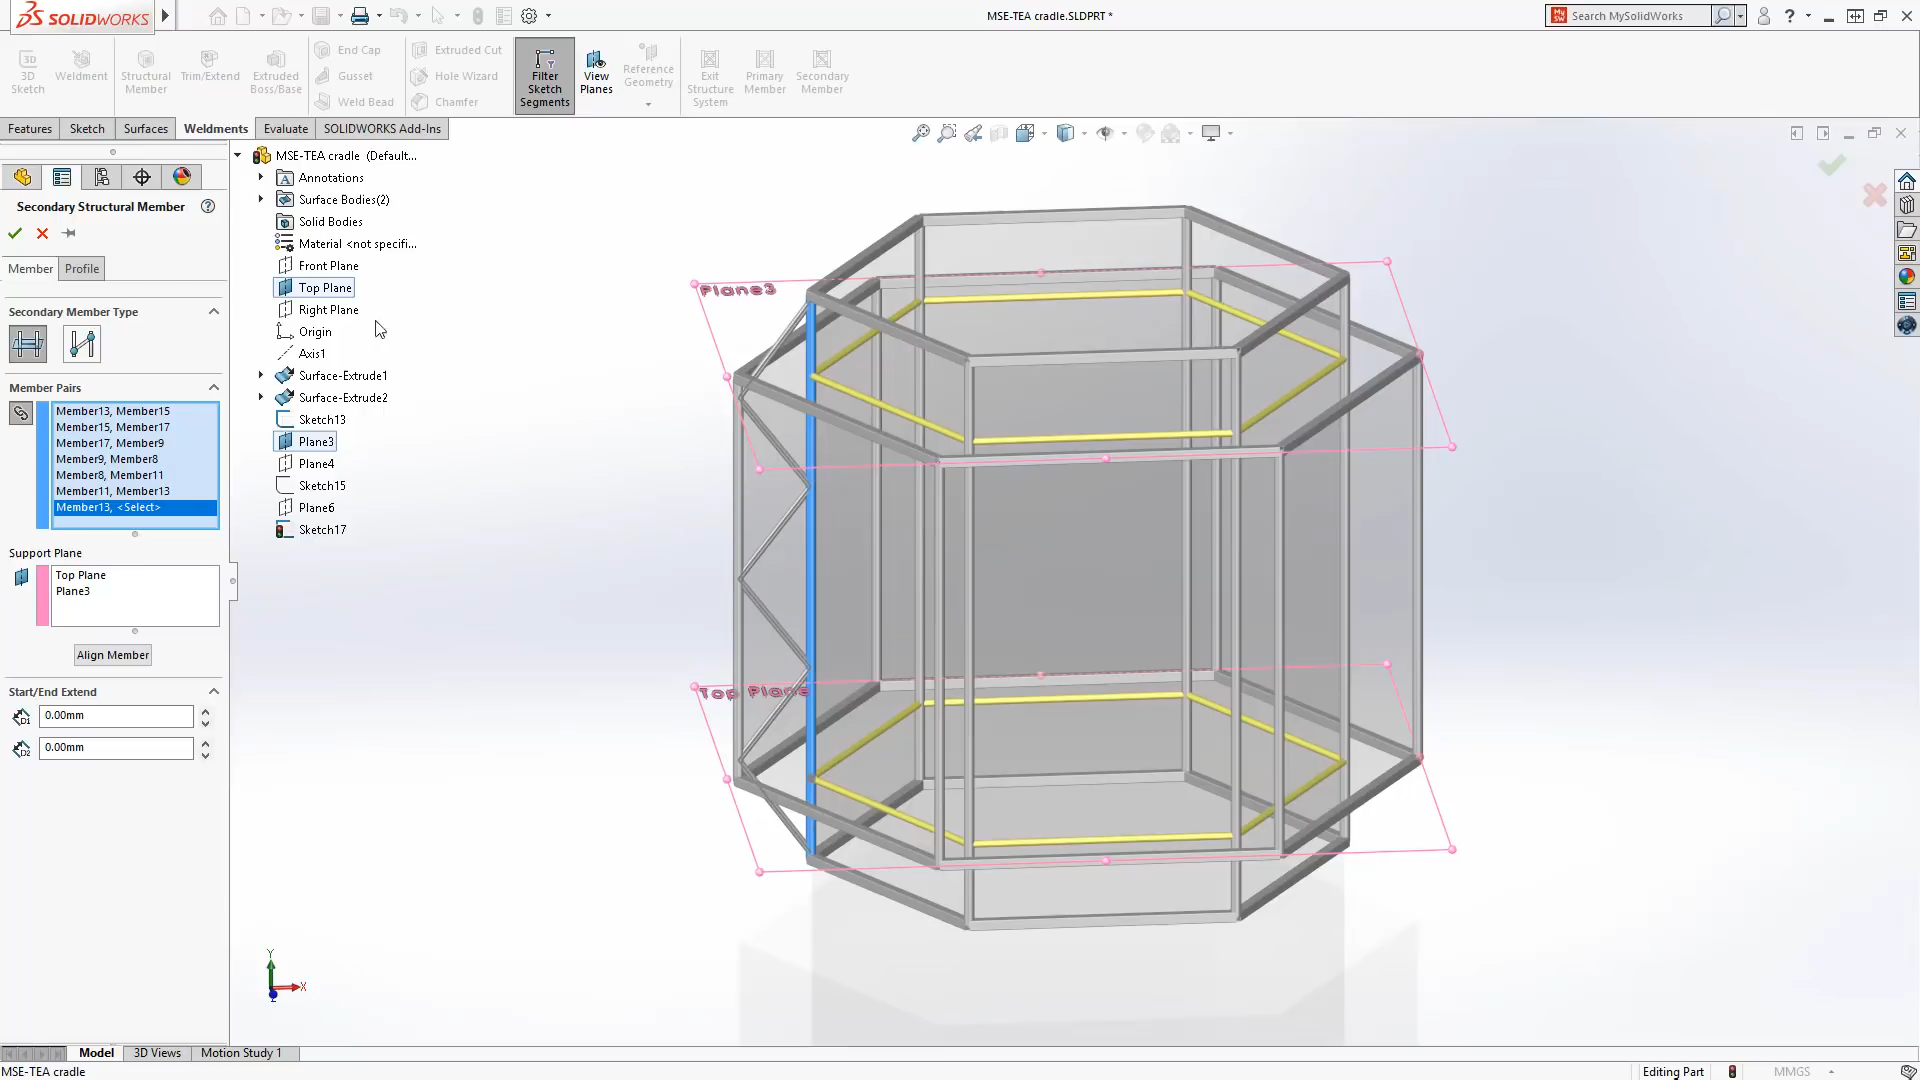 SOLIDWORKS
MSE-TEA cradle.SLDPRT *
Search MySolidWorks
3D Sketch
Weldment
Structural Member
Trim/Extend
Extruded Boss/Base
End Cap
Gusset
Weld Bead
Extruded Cut
Hole Wizard
Chamfer
Filter Sketch Segments
View Planes
Reference Geometry
Exit Structure System
Primary Member
Secondary Member
Features
Sketch
Surfaces
Weldments
Evaluate
SOLIDWORKS Add-Ins
MSE-TEA cradle (Default...
Annotations
Surface Bodies(2)
Solid Bodies
Material <not specifi...
Front Plane
Top Plane
Right Plane
Origin
Axis1
Surface-Extrude1
Surface-Extrude2
Sketch13
Plane3
Plane4
Sketch15
Plane6
Sketch17
Secondary Structural Member
Member
Profile
Secondary Member Type
Member Pairs
Member13, Member15
Member15, Member17
Member17, Member9
Member9, Member8
Member8, Member11
Member11, Member13
Member13, <Select>
Support Plane
Top Plane
Plane3
Align Member
Start/End Extend
D1
0.00mm
D2
0.00mm
Plane3
Top Plane
Y
X
Z
Model
3D Views
Motion Study 1
MSE-TEA cradle
Editing Part
MMGS